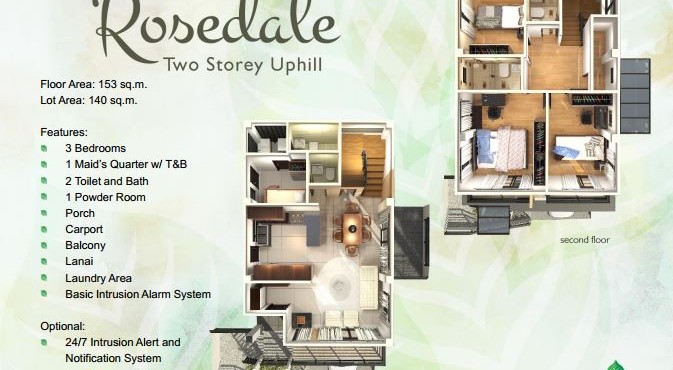 Rosedale
Two Storey Uphill
Floor Area: 153 sq.m.
Lot Area: 140 sq.m.
Features:
3 Bedrooms
1 Maid's Quarter w/ T&B
2 Toilet and Bath
1 Powder Room
Porch
Carport
Balcony
Lanai
Laundry Area
Basic Intrusion Alarm System
Optional:
24/7 Intrusion Alert and
Notification System
second floor